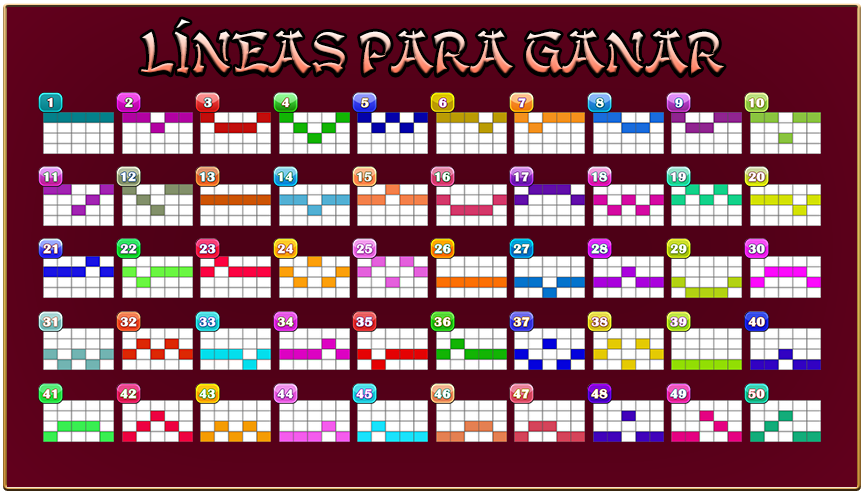 LÍNEAS PARA GANAR
1 2 3 4 5 6 7 8 9 10
11 12 13 14 15 16 17 18 19 20
21 22 23 24 25 26 27 28 29 30
31 32 33 34 35 36 37 38 39 40
41 42 43 44 45 46 47 48 49 50